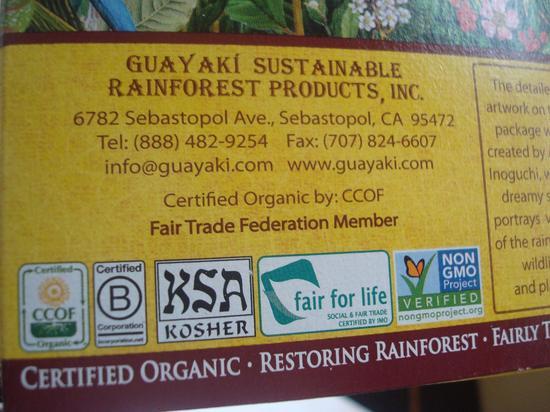 GUAYAKÍ SUSTAINABLE
RAINFOREST PRODUCTS, INC.
6782 Sebastopol Ave., Sebastopol, CA 95472
Tel: (888) 482-9254 Fax: (707) 824-6607
info@guayaki.com www.guayaki.com
Certified Organic by: CCOF
Fair Trade Federation Member
The detaile
artwork on
package w
created by
Inoguchi, w
dreamy s
portrays v
of the rain
wildli
and pl
Certified
CCOF
Organic
Certified
B
Corporation
bcorporation.net
KSA
KOSHER
fair for life
SOCIAL & FAIR TRADE
CERTIFIED BY IMO
NON
GMO
Project
VERIFIED
nongmoproject.org
CERTIFIED ORGANIC · RESTORING RAINFOREST · FAIRLY T